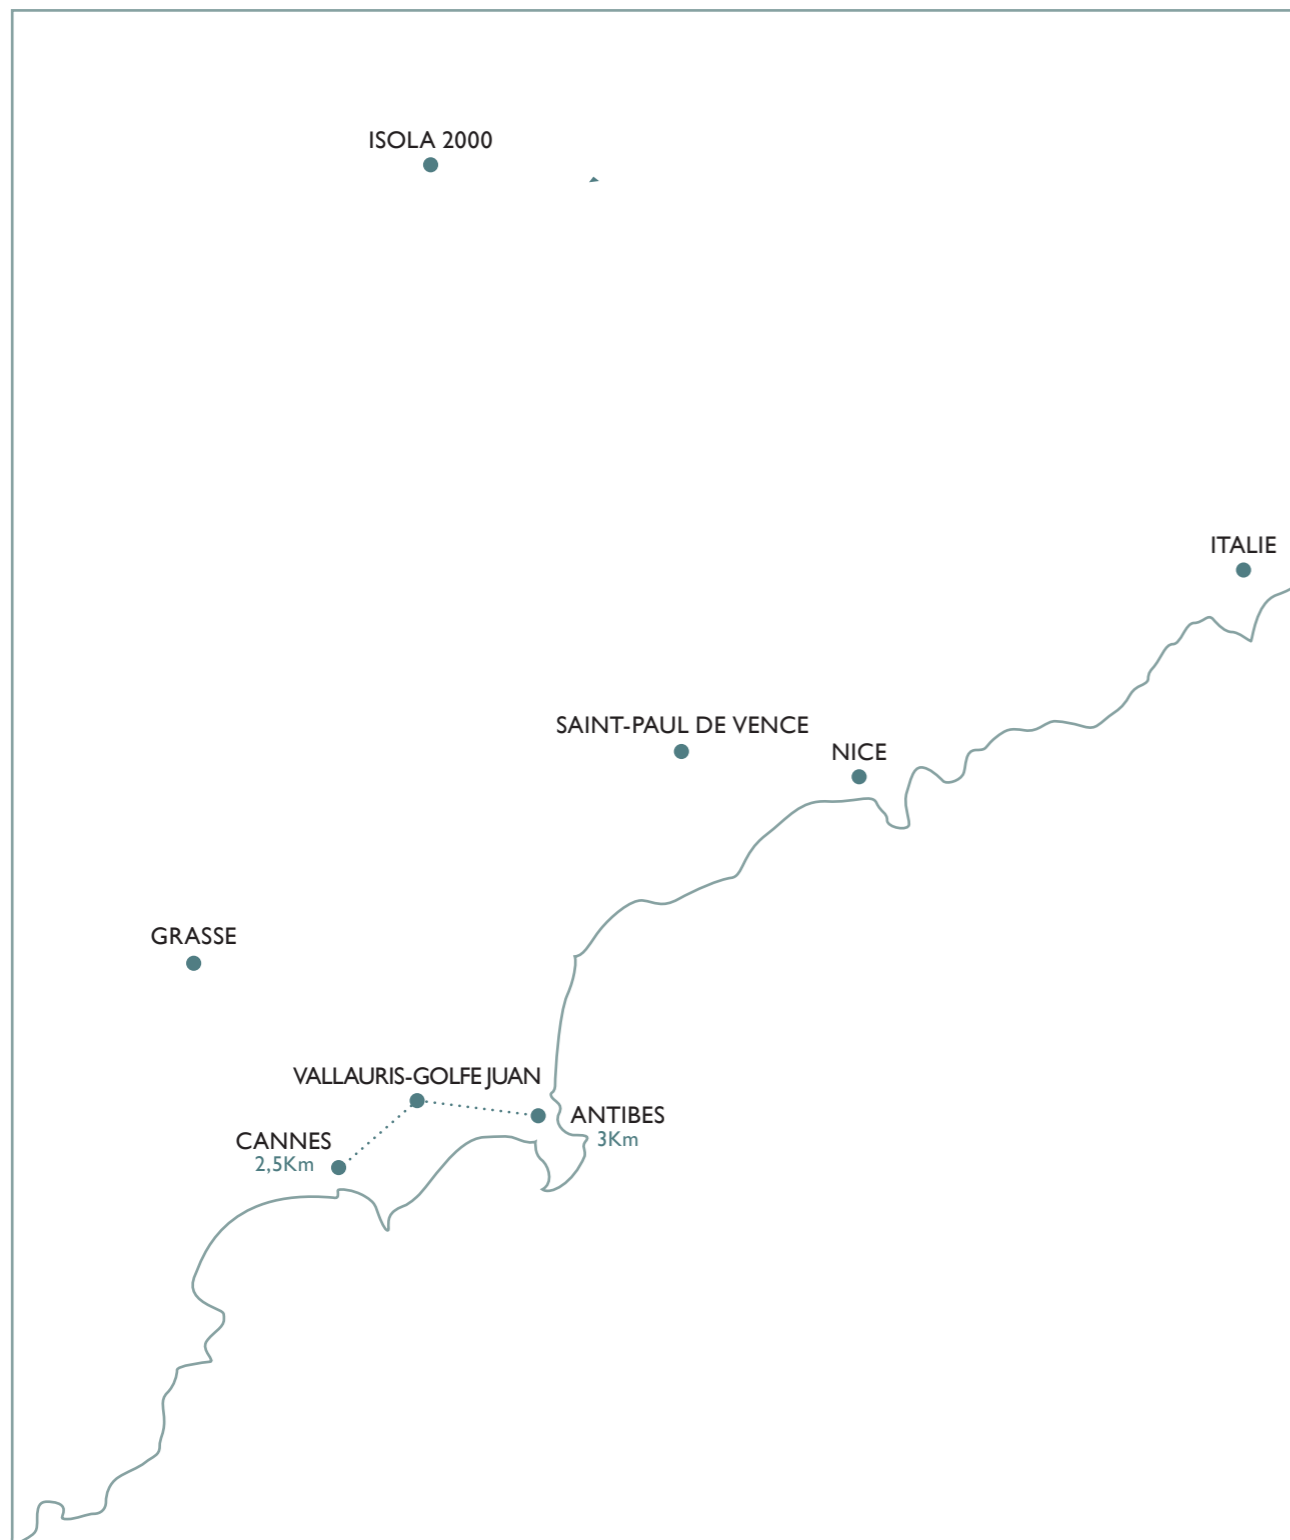 ISOLA 2000
ITALIE
SAINT-PAUL DE VENCE
NICE
GRASSE
VALLAURIS-GOLFE JUAN
ANTIBES
3Km
CANNES
2,5Km